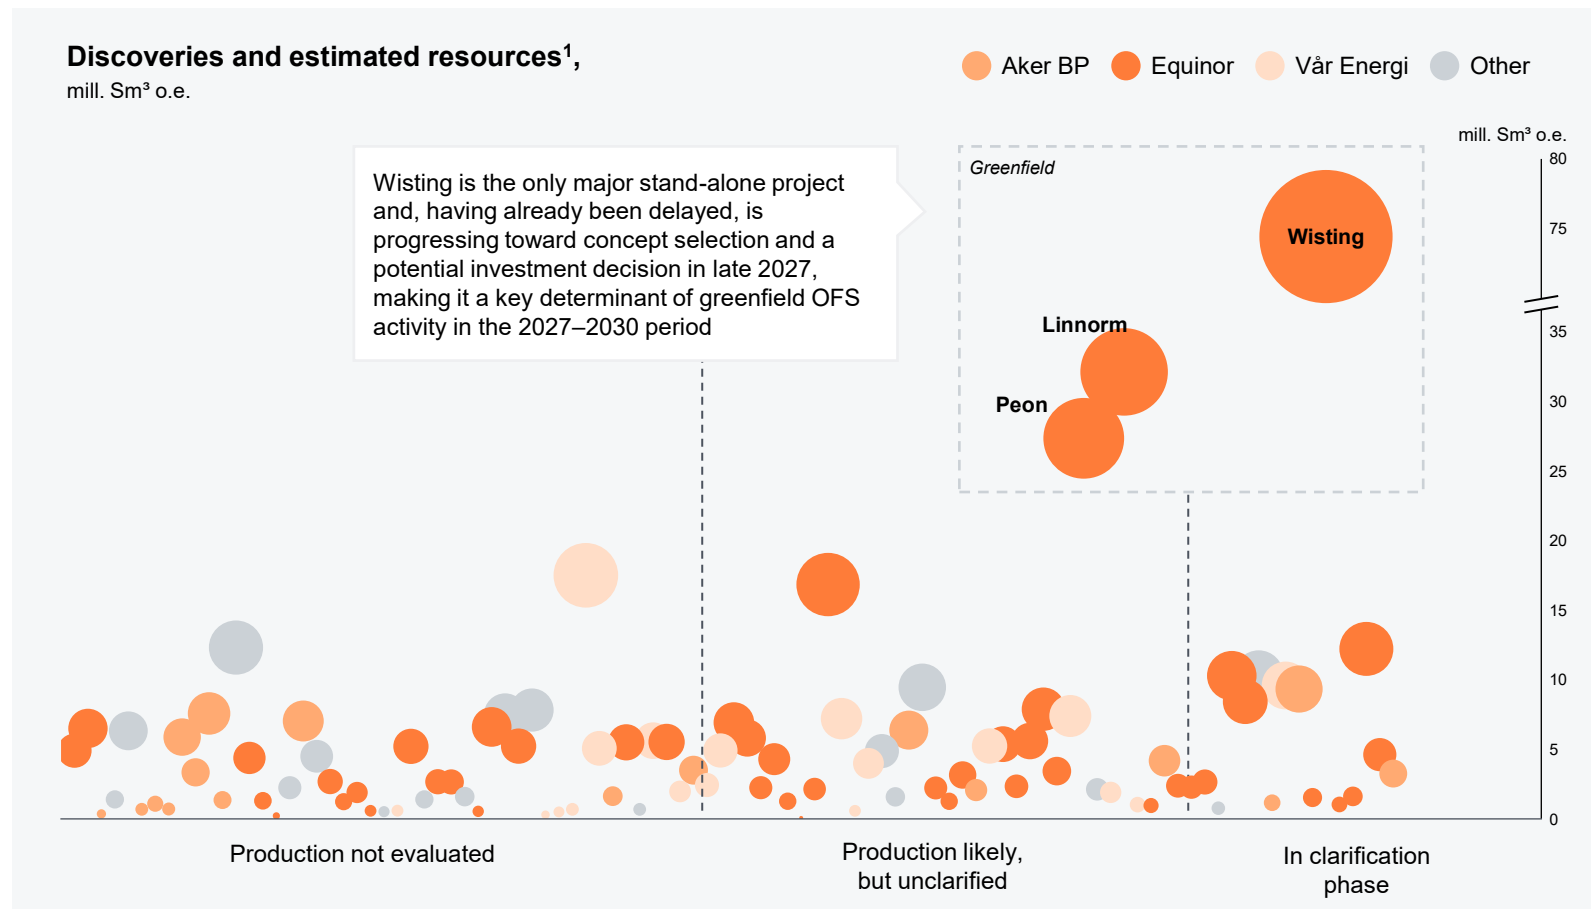 Discoveries and estimated resources¹,
mill. Sm³ o.e.
Aker BP
Equinor
Vår Energi
Other
mill. Sm³ o.e.
Wisting is the only major stand-alone project
and, having already been delayed, is
progressing toward concept selection and a
potential investment decision in late 2027,
making it a key determinant of greenfield OFS
activity in the 2027–2030 period
Greenfield
Wisting
Linnorm
Peon
80
75
35
30
25
20
15
10
5
0
Production not evaluated
Production likely,
but unclarified
In clarification
phase